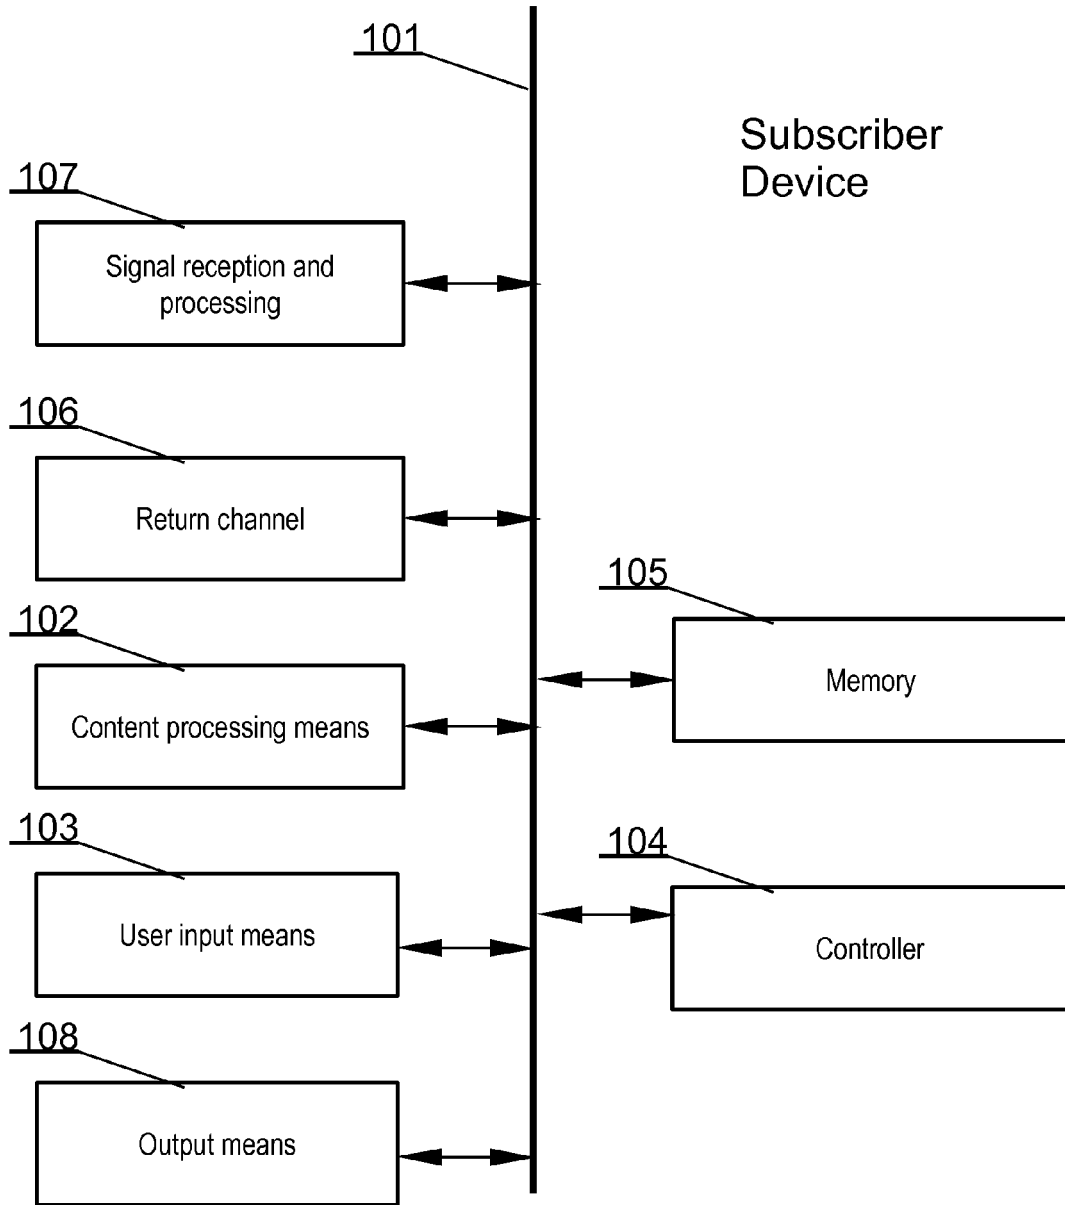 101
Subscriber
Device
107
Signal reception and
processing
106
Return channel
105
Memory
102
Content processing means
103
User input means
104
Controller
108
Output means